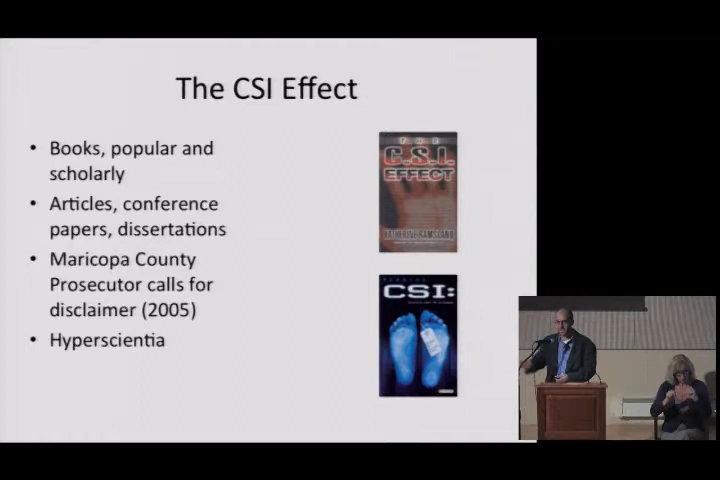 The CSI Effect
• Books, popular and
scholarly
• Articles, conference
papers, dissertations
• Maricopa County
Prosecutor calls for
disclaimer (2005)
• Hyperscientia
THE
C.S.I.
EFFECT
KATHERINE RAMSLAND
CSI: